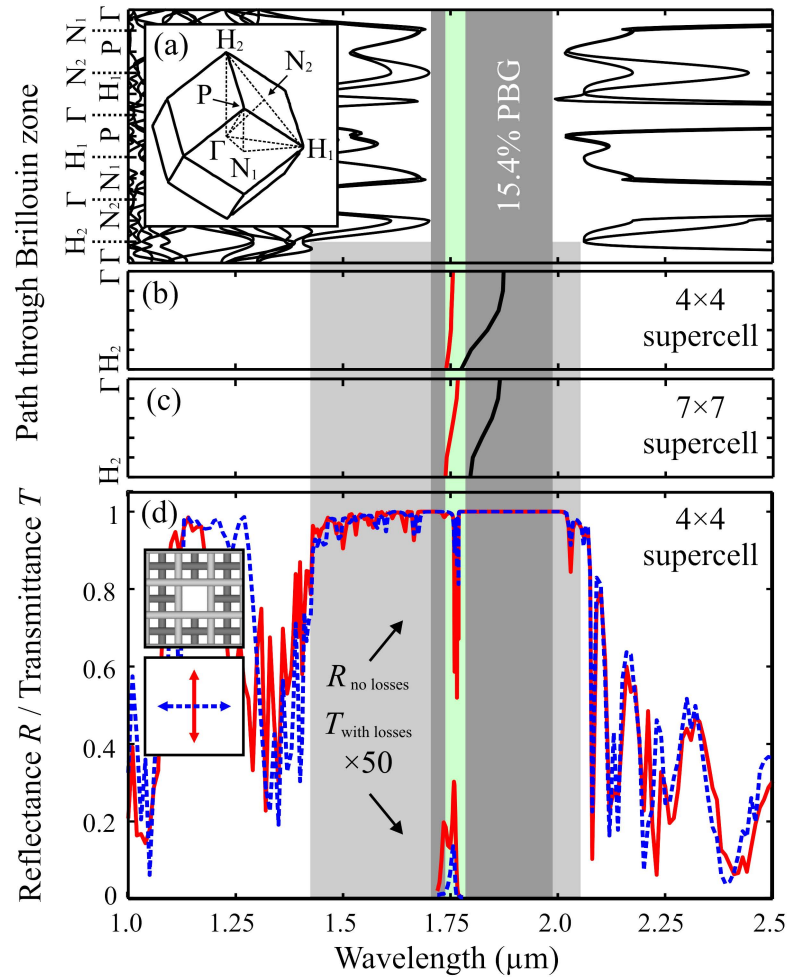 Path through Brillouin zone
Γ
N₁
P
N₂
H₁
Γ
P
H₁
N₁
Γ
N₂
H₂
Γ
(a)
H₂
N₂
P
Γ
N₁
H₁
15.4% PBG
Γ
(b)
4×4
supercell
H₂
Γ
(c)
7×7
supercell
H₂
Reflectance R / Transmittance T
(d)
4×4
supercell
1
0.8
0.6
0.4
0.2
0
R no losses
T with losses
×50
1.0 1.25 1.5 1.75 2.0 2.25 2.5
Wavelength (µm)